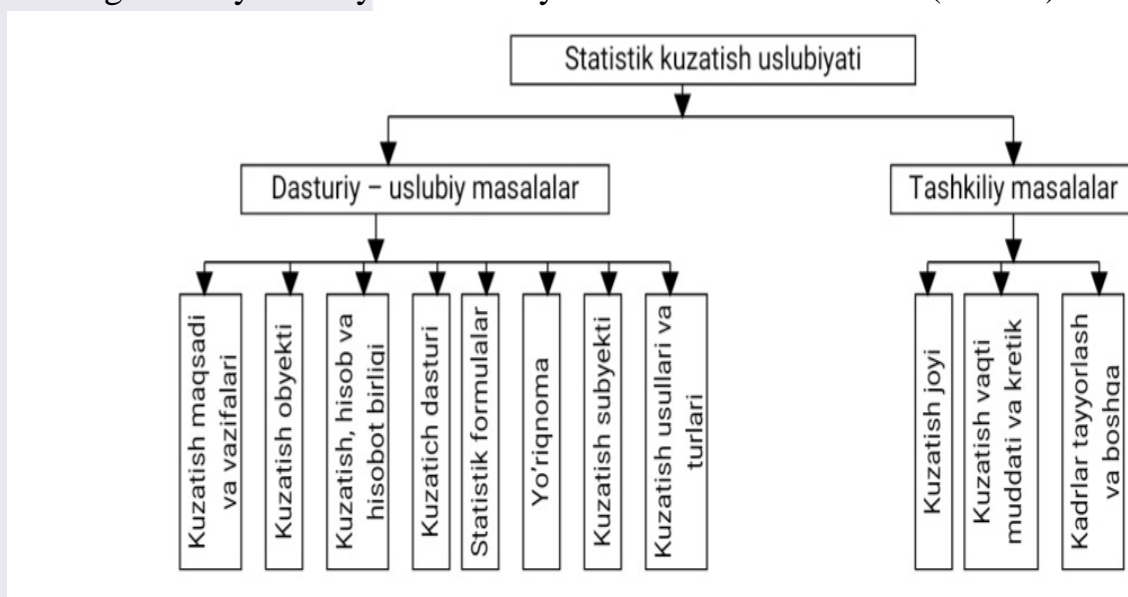 Statistik kuzatish uslubiyati
Dasturiy – uslubiy masalalar
Tashkiliy masalalar
Kuzatish maqsadi
va vazifalari
Kuzatish obyekti
Kuzatish, hisob va
hisobot birligi
Kuzatich dasturi
Statistik formulalar
Yo’riqnoma
Kuzatish subyekti
Kuzatish usullari va
turlari
Kuzatish joyi
Kuzatish vaqti
muddati va kretik
Kadrlar tayyorlash
va boshqa